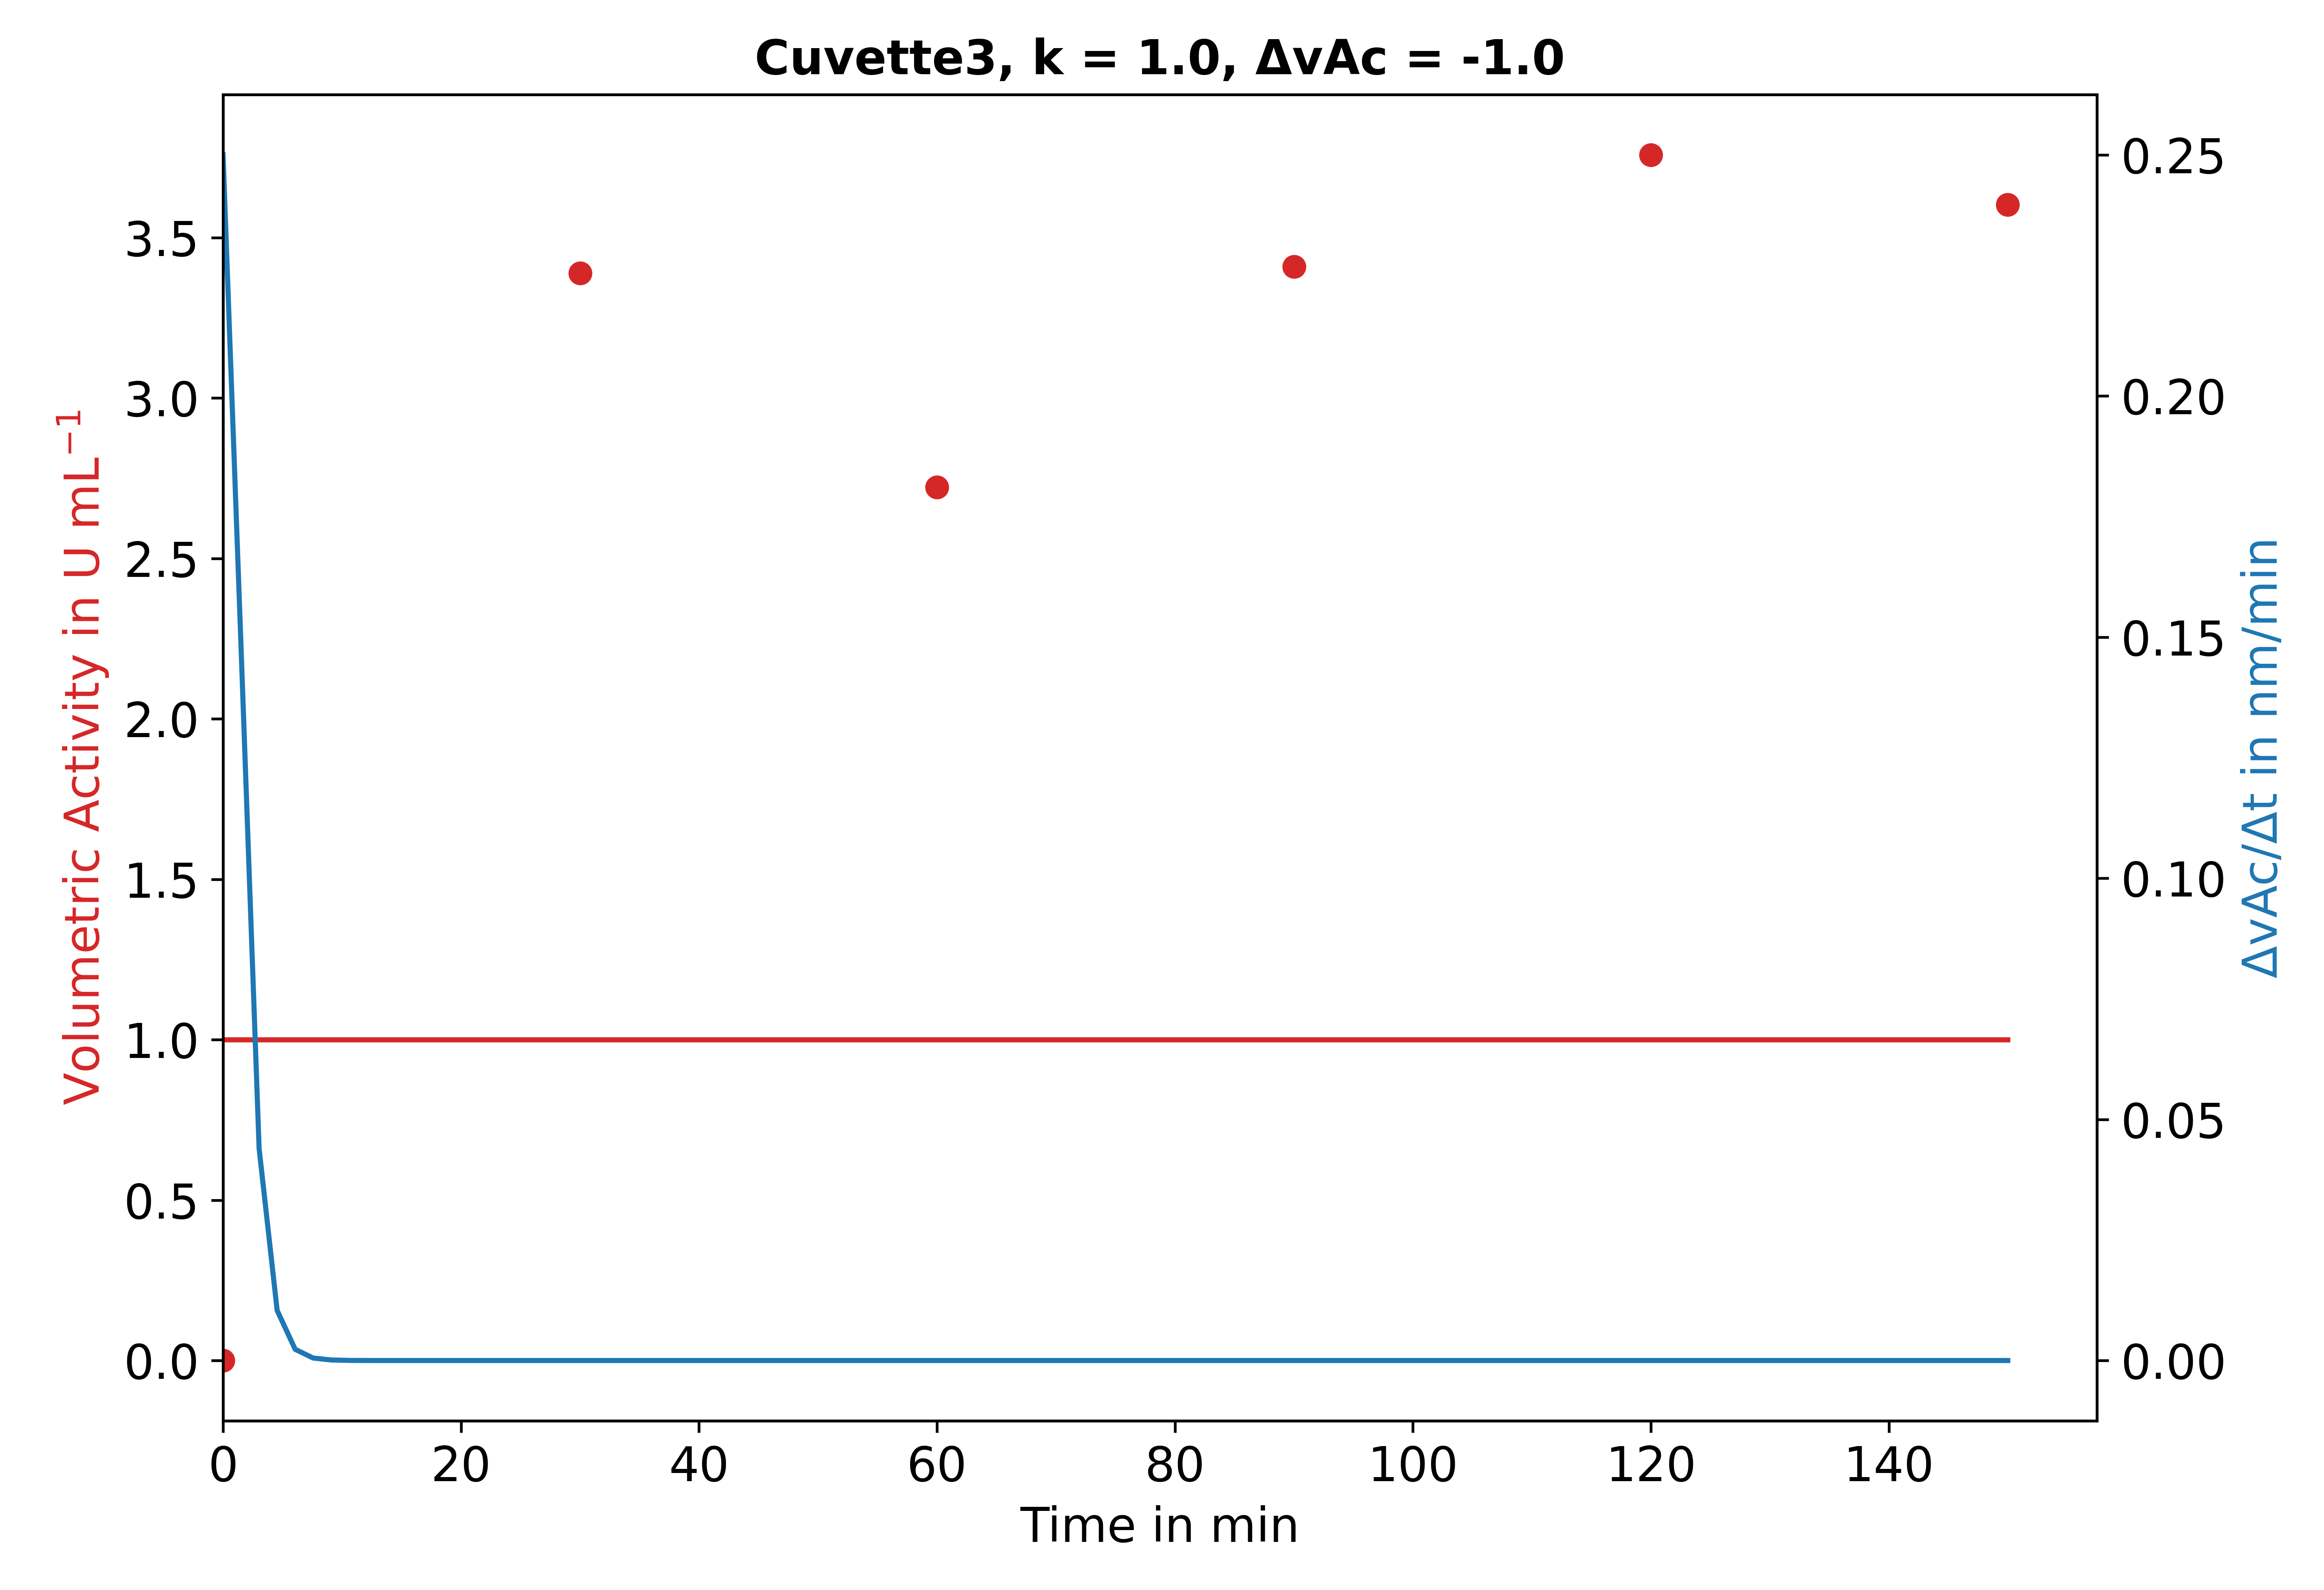 Cuvette3, k = 1.0, ΔvAc = -1.0
Volumetric Activity in U mL⁻¹
3.5
3.0
2.5
2.0
1.5
1.0
0.5
0.0
0.25
0.20
0.15
0.10
0.05
0.00
ΔvAc/Δt in nm/min
0 20 40 60 80 100 120 140
Time in min